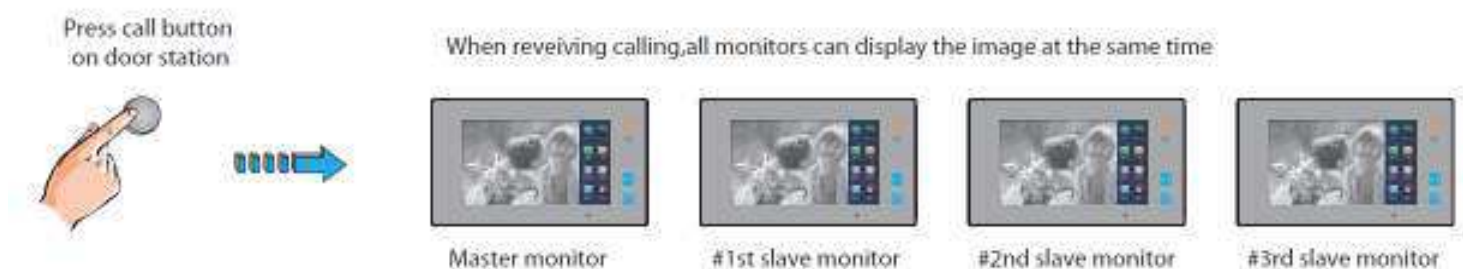 Press call button
on door station
When reveiving calling,all monitors can display the image at the same time
Master monitor
#1st slave monitor
#2nd slave monitor
#3rd slave monitor